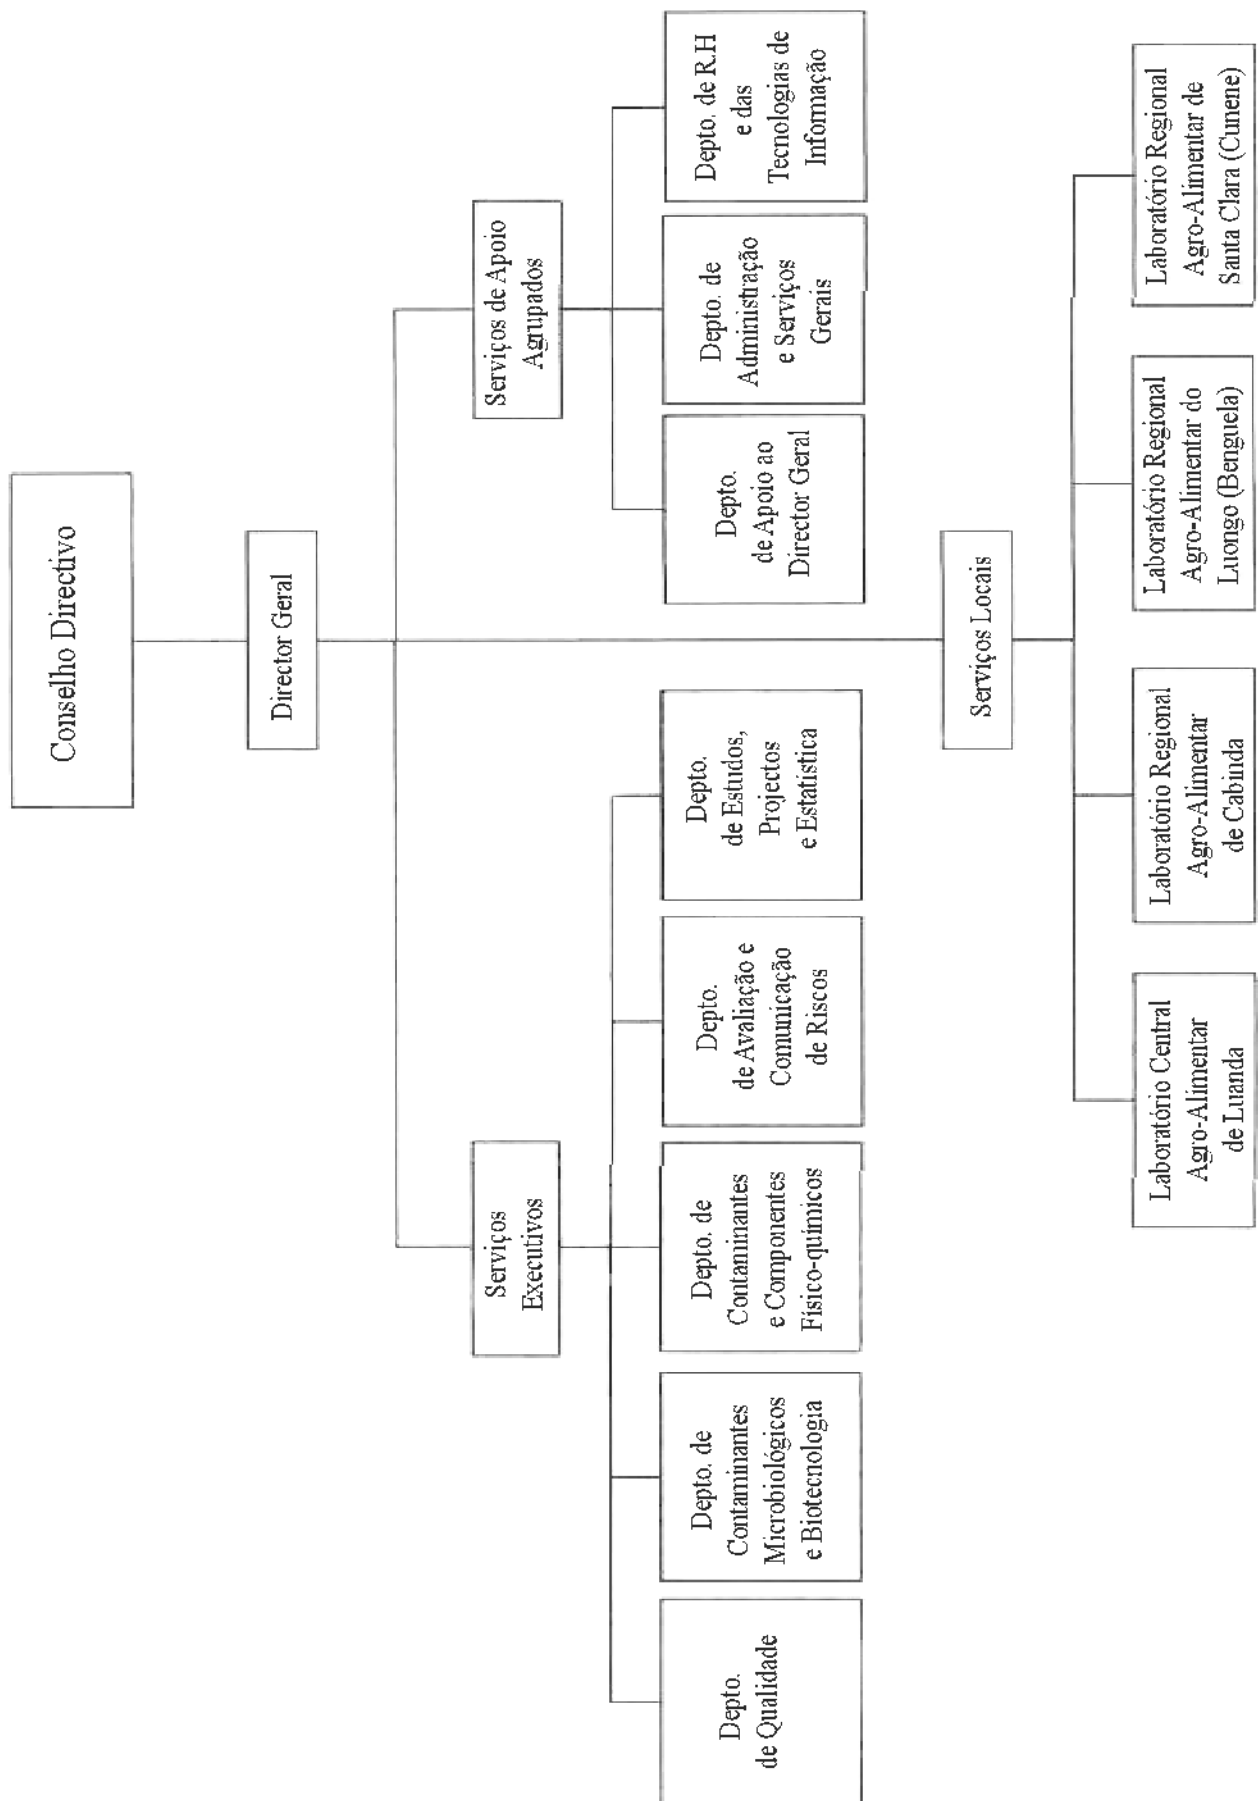 Conselho Directivo
Director Geral
Serviços
Executivos
Serviços de Apoio
Agrupados
Depto.
de Qualidade
Depto. de
Contaminantes
Microbiológicos
e Biotecnologia
Depto. de
Contaminantes
e Componentes
Físico-químicos
Depto.
de Avaliação e
Comunicação
de Riscos
Depto.
de Estudos,
Projectos
e Estatística
Depto.
de Apoio ao
Director Geral
Depto. de
Administração
e Serviços
Gerais
Depto. de R.H
e das
Tecnologias de
Informação
Serviços Locais
Laboratório Central
Agro-Alimentar
de Luanda
Laboratório Regional
Agro-Alimentar
de Cabinda
Laboratório Regional
Agro-Alimentar do
Luongo (Benguela)
Laboratório Regional
Agro-Alimentar de
Santa Clara (Cunene)